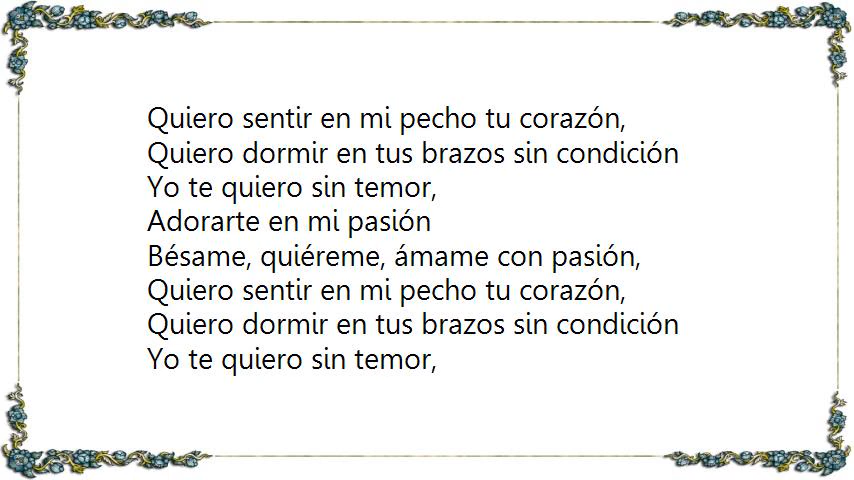 Quiero sentir en mi pecho tu corazón,
Quiero dormir en tus brazos sin condición
Yo te quiero sin temor,
Adorarte en mi pasión
Bésame, quiéreme, ámame con pasión,
Quiero sentir en mi pecho tu corazón,
Quiero dormir en tus brazos sin condición
Yo te quiero sin temor,